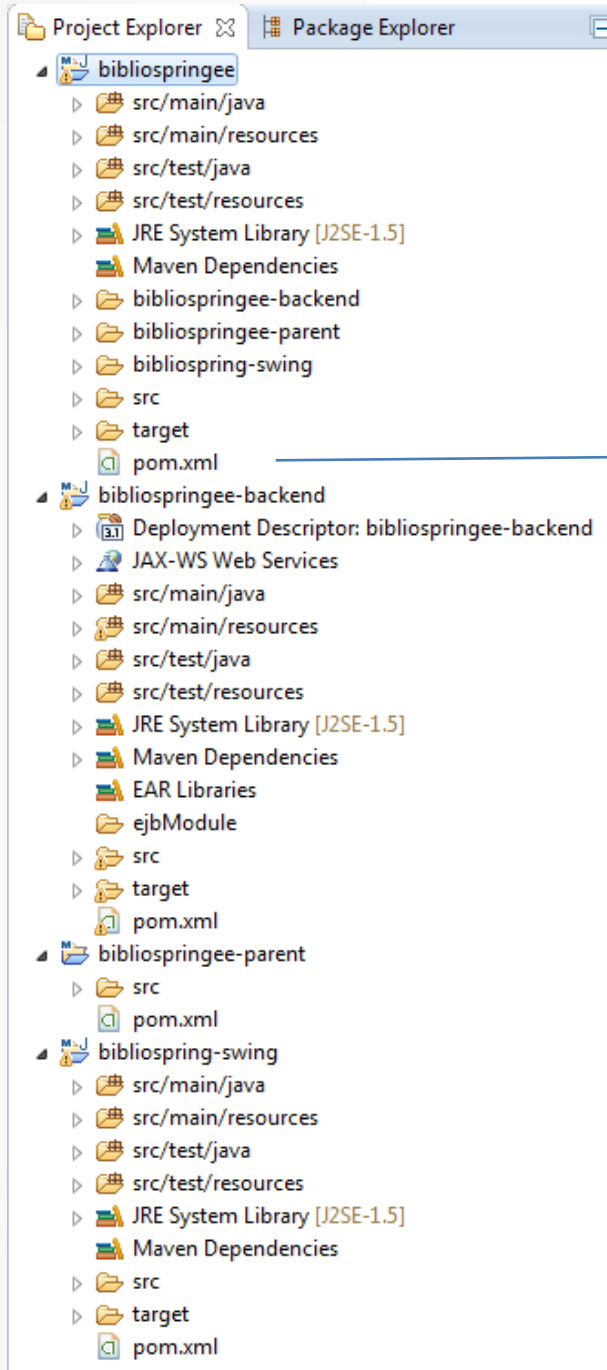 Project Explorer Package Explorer
bibliospringee
src/main/java
src/main/resources
src/test/java
src/test/resources
JRE System Library [J2SE-1.5]
Maven Dependencies
bibliospringee-backend
bibliospringee-parent
bibliospring-swing
src
target
pom.xml
bibliospringee-backend
Deployment Descriptor: bibliospringee-backend
JAX-WS Web Services
src/main/java
src/main/resources
src/test/java
src/test/resources
JRE System Library [J2SE-1.5]
Maven Dependencies
EAR Libraries
ejbModule
src
target
pom.xml
bibliospringee-parent
src
pom.xml
bibliospring-swing
src/main/java
src/main/resources
src/test/java
src/test/resources
JRE System Library [J2SE-1.5]
Maven Dependencies
src
target
pom.xml